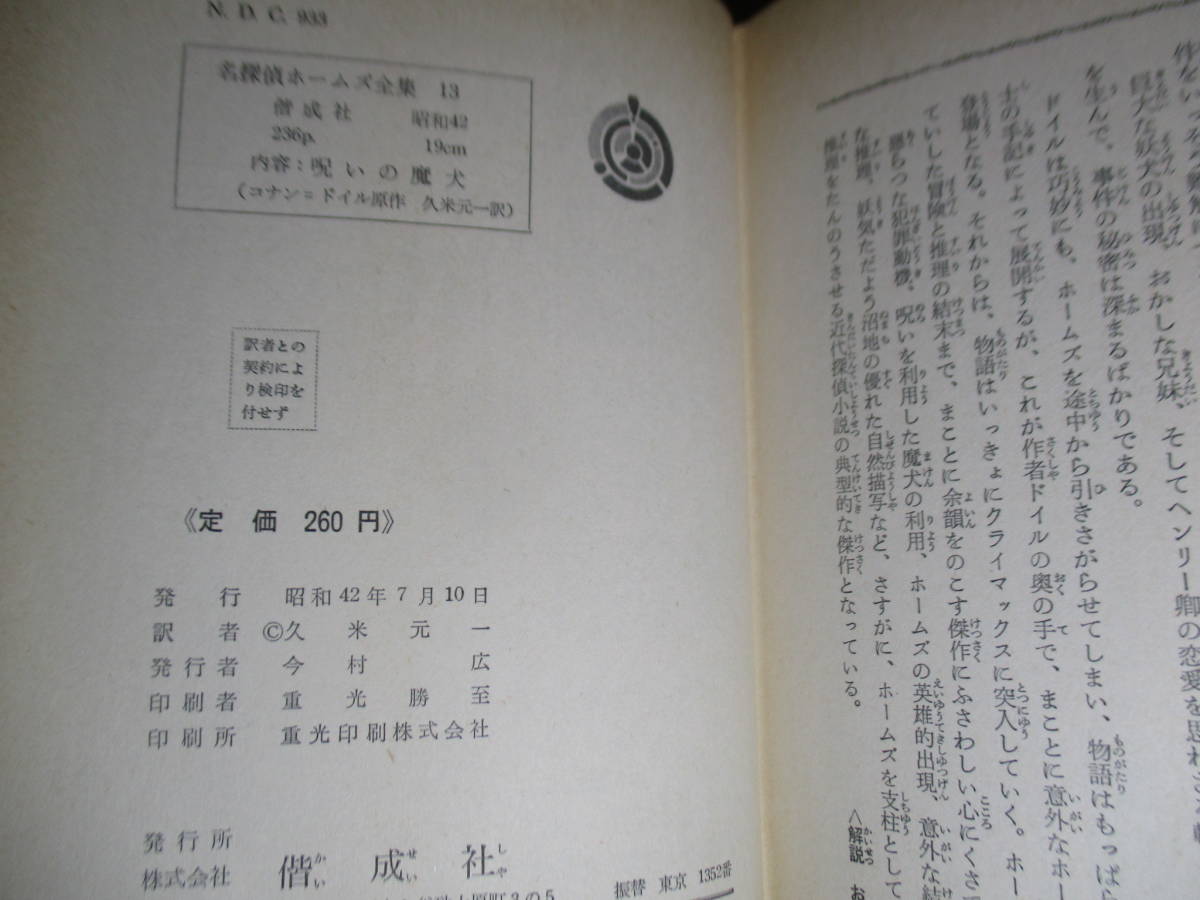 N. D. C. 933
名探偵ホームズ全集 13
偕成社 昭和42
236p. 19cm
内容：呪いの魔犬
（コナン＝ドイル原作 久米元一訳）
訳者との
契約によ
り検印を
付せず
《定価 260円》
発行 昭和42年7月10日
訳者 ©久米元一
発行者 今村広
印刷者 重光勝至
印刷所 重光印刷株式会社
発行所
株式会社 偕成社
かい せい しゃ
振替 東京 1352番
そしてヘンリー卿の恋愛を思わ
巨大な妖犬の出現、おかしな兄妹、
を生んで、事件の秘密は深まるばかりである。
ドイルは巧妙にも、ホームズを途中から引きさがらせてしまい、物語はもっぱら
士の手記によって展開するが、これが作者ドイルの奥の手で、まことに意外なホー
登場となる。それからは、物語はいっきょにクライマックスに突入していく。ホー
ていした冒険と推理の結末まで、まことに余韻をのこす傑作にふさわしい心にくさ
悪らつな犯罪動機、呪いを利用した魔犬の利用、ホームズの英雄的出現、意外な結
な推理、妖気ただよう沼地の優れた自然描写など、さすがに、ホームズを支柱として
推理をたんのうさせる近代探偵小説の典型的な傑作となっている。
〈解説 お